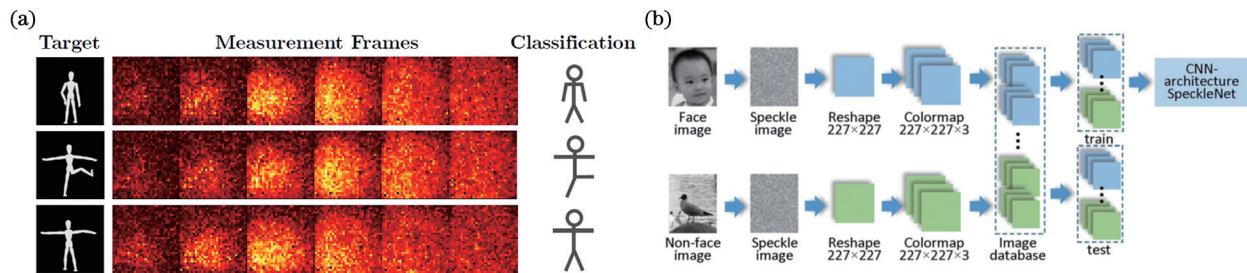 (a)
Target
Measurement Frames
Classification
(b)
Face
image
Speckle
image
Reshape
227×227
Colormap
227×227×3
train
CNN-
architecture
SpeckleNet
Non-face
image
Speckle
image
Reshape
227×227
Colormap
227×227×3
Image
database
test